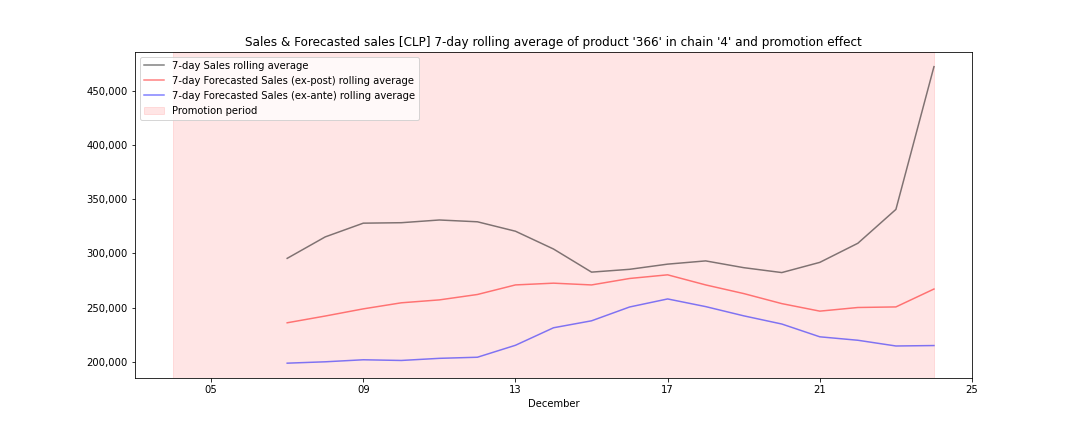 Sales & Forecasted sales [CLP] 7-day rolling average of product '366' in chain '4' and promotion effect
7-day Sales rolling average
7-day Forecasted Sales (ex-post) rolling average
7-day Forecasted Sales (ex-ante) rolling average
Promotion period
450,000
400,000
350,000
300,000
250,000
200,000
05 09 13 17 21 25
December